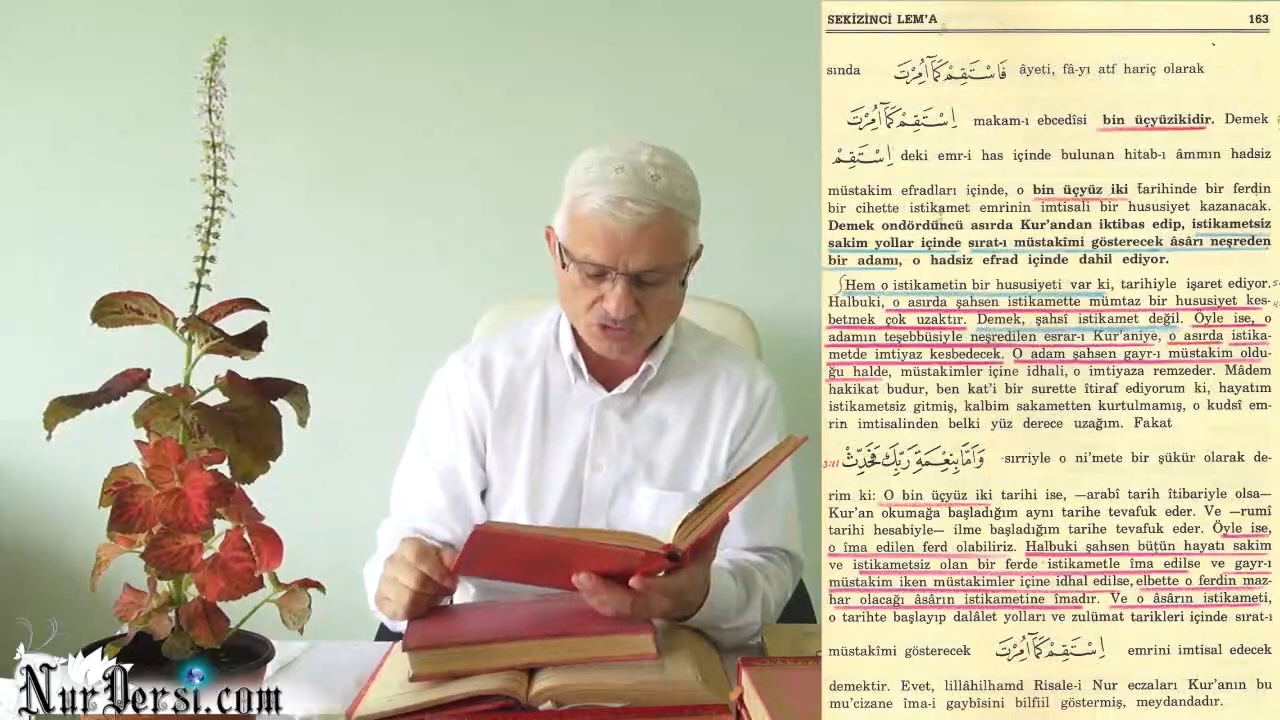 SEKİZİNCİ LEM'A 163
sında فَاسْتَقِمْ كَمَٓا اُمِرْتَ âyeti, fâ-yı atf hariç olarak
اِسْتَقِمْ كَمَٓا اُمِرْتَ makam-ı ebcedîsi bin üçyüzikidir. Demek
اِسْتَقِمْ deki emr-i has içinde bulunan hitab-ı âmmın hadsiz
müstakim efradları içinde, o bin üçyüz iki tarihinde bir ferdin
bir cihette istikamet emrinin imtisali bir hususiyet kazanacak.
Demek ondördüncü asırda Kur'andan iktibas edip, istikametsiz
sakim yollar içinde sırat-ı müstakîmi gösterecek âsârı neşreden
bir adamı, o hadsiz efrad içinde dahil ediyor.
Hem o istikametin bir hususiyeti var ki, tarihiyle işaret ediyor.
Halbuki, o asırda şahsen istikamette mümtaz bir hususiyet kes-
betmek çok uzaktır. Demek, şahsî istikamet değil. Öyle ise, o
adamın teşebbüsiyle neşredilen esrar-ı Kur'aniye, o asırda istika-
metde imtiyaz kesbedecek. O adam şahsen gayr-ı müstakim oldu-
ğu halde, müstakimler içine idhali, o imtiyaza remzeder. Mâdem
hakikat budur, ben kat'i bir surette îtiraf ediyorum ki, hayatım
istikametsiz gitmiş, kalbim sakametten kurtulmamış, o kudsî em-
rin imtisalinden belki yüz derece uzağım. Fakat
وَاَمَّا بِنِعْمَةِ رَبِّكَ فَحَدِّثْ sırriyle o ni'mete bir şükür olarak de-
rim ki: O bin üçyüz iki tarihi ise, —arabî tarih îtibariyle olsa—
Kur'an okumağa başladığım aynı tarihe tevafuk eder. Ve —rumî
tarihi hesabiyle— ilme başladığım tarihe tevafuk eder. Öyle ise,
o îma edilen ferd olabiliriz. Halbuki şahsen bütün hayatı sakim
ve istikametsiz olan bir ferde istikametle îma edilse ve gayr-ı
müstakim iken müstakimler içine idhal edilse, elbette o ferdin maz-
har olacağı âsârın istikametine îmadır. Ve o âsârın istikameti,
o tarihte başlayıp dalâlet yolları ve zulümat tarikleri içinde sırat-ı
müstakîmi gösterecek اِسْتَقِمْ كَمَٓا اُمِرْتَ emrini imtisal edecek
demektir. Evet, lillâhilhamd Risale-i Nur eczaları Kur'anın bu
mu'cizane îma-i gaybîsini bilfiil göstermiş, meydandadır.
NurDersi.com